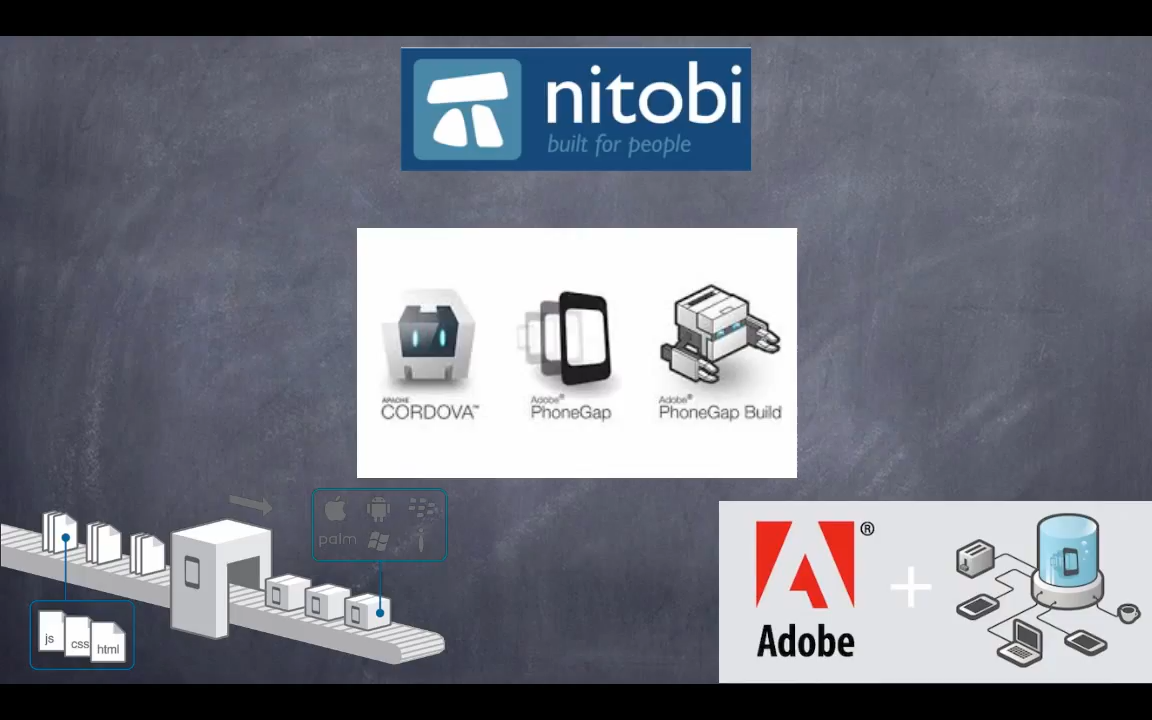 nitobi
built for people
APACHE
CORDOVA™
Adobe®
PhoneGap
Adobe®
PhoneGap Build
palm
js
css
html
®
+
Adobe